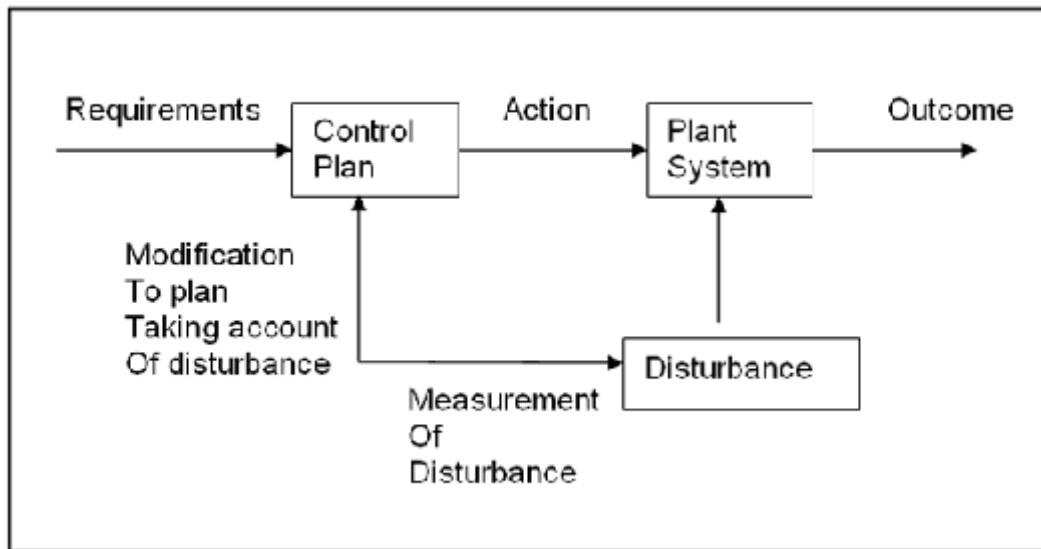 Requirements
Control
Plan
Action
Plant
System
Outcome
Modification
To plan
Taking account
Of disturbance
Disturbance
Measurement
Of
Disturbance